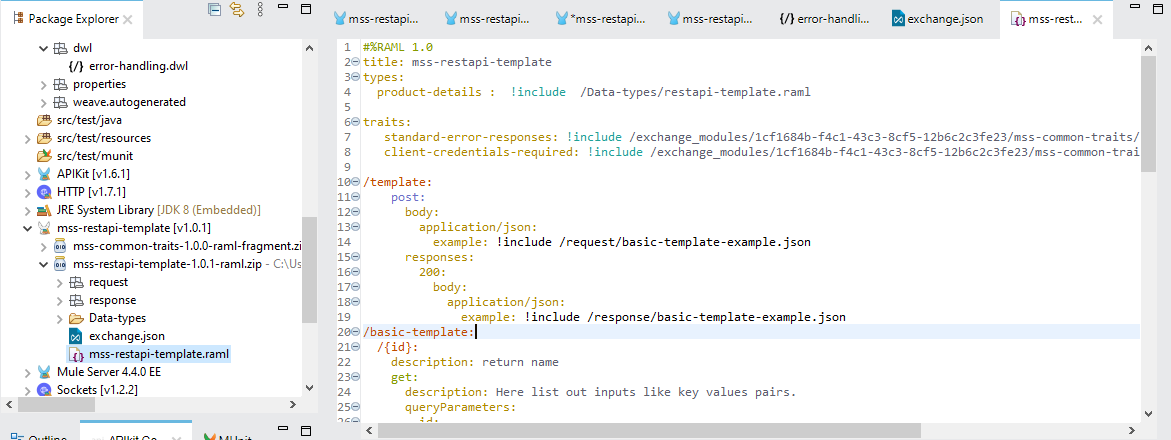 Package Explorer
dwl
error-handling.dwl
properties
weave.autogenerated
src/test/java
src/test/resources
src/test/munit
APIKit [v1.6.1]
HTTP [v1.7.1]
JRE System Library [JDK 8 (Embedded)]
mss-restapi-template [v1.0.1]
mss-common-traits-1.0.0-raml-fragment.zi
mss-restapi-template-1.0.1-raml.zip - C:\Us
request
response
Data-types
exchange.json
mss-restapi-template.raml
Mule Server 4.4.0 EE
Sockets [v1.2.2]
Outline
APIkit Co
MUnit
mss-restapi... mss-restapi... *mss-restapi... mss-restapi... error-handli... exchange.json mss-rest...
1 #%RAML 1.0
2 title: mss-restapi-template
3 types:
4 product-details : !include /Data-types/restapi-template.raml
5
6 traits:
7 standard-error-responses: !include /exchange_modules/1cf1684b-f4c1-43c3-8cf5-12b6c2c3fe23/mss-common-traits/
8 client-credentials-required: !include /exchange_modules/1cf1684b-f4c1-43c3-8cf5-12b6c2c3fe23/mss-common-trai
9
10 /template:
11 post:
12 body:
13 application/json:
14 example: !include /request/basic-template-example.json
15 responses:
16 200:
17 body:
18 application/json:
19 example: !include /response/basic-template-example.json
20 /basic-template:
21 /{id}:
22 description: return name
23 get:
24 description: Here list out inputs like key values pairs.
25 queryParameters:
26 id: